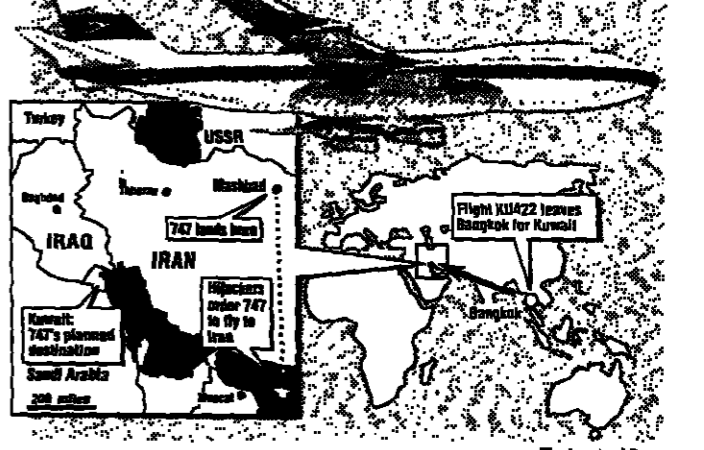 Turkey
USSR
Mashhad
Baghdad
747 lands here
IRAQ
IRAN
Hijackers
order 747
to fly to
Iran
Kuwait:
747's planned
destination
Saudi Arabia
200 miles
Muscat
Flight KU422 leaves
Bangkok for Kuwait
Bangkok